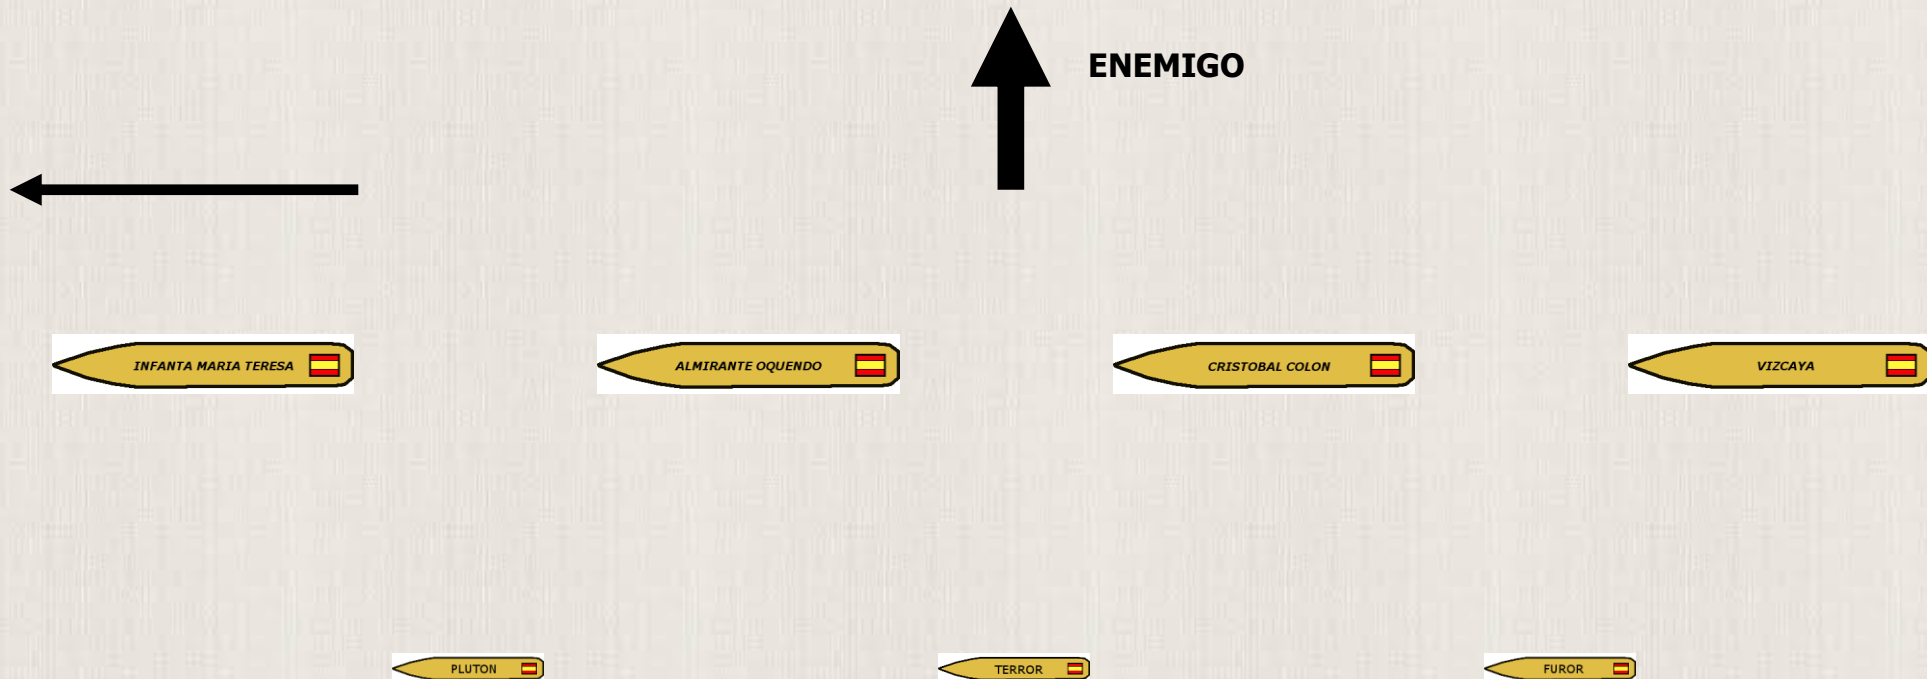 ENEMIGO
INFANTA MARIA TERESA
ALMIRANTE OQUENDO
CRISTOBAL COLON
VIZCAYA
PLUTON
TERROR
FUROR